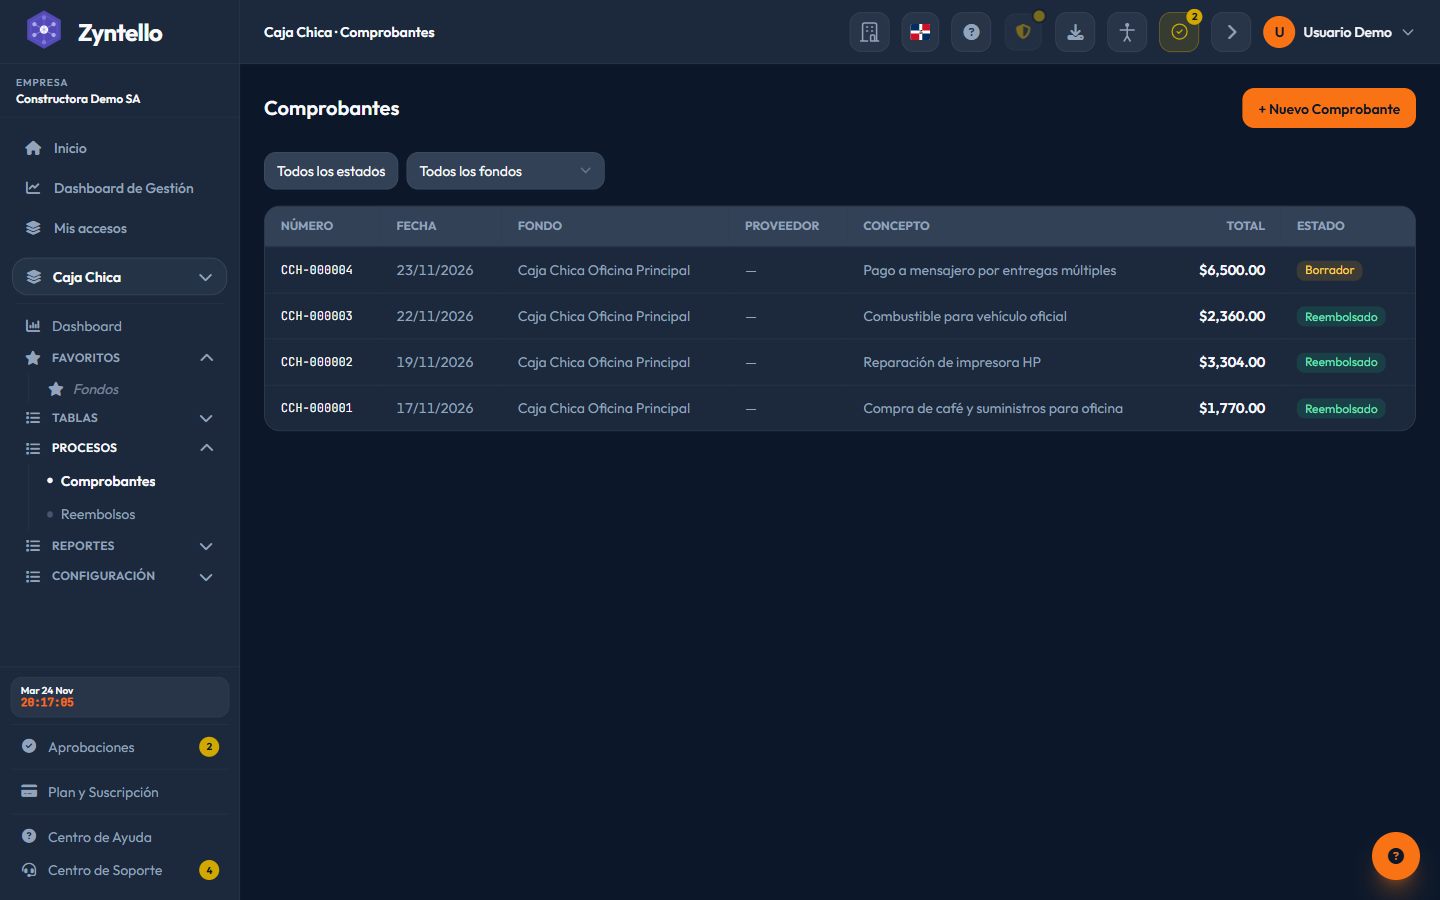 Zyntello
Caja Chica · Comprobantes
2
U
Usuario Demo
EMPRESA
Constructora Demo SA
Inicio
Dashboard de Gestión
Mis accesos
Caja Chica
Dashboard
FAVORITOS
Fondos
TABLAS
PROCESOS
Comprobantes
Reembolsos
REPORTES
CONFIGURACIÓN
Mar 24 Nov
20:17:05
Aprobaciones 2
Plan y Suscripción
Centro de Ayuda
Centro de Soporte 4
Comprobantes
+ Nuevo Comprobante
Todos los estados
Todos los fondos
NÚMERO FECHA FONDO PROVEEDOR CONCEPTO TOTAL ESTADO
CCH-000004 23/11/2026 Caja Chica Oficina Principal — Pago a mensajero por entregas múltiples $6,500.00 Borrador
CCH-000003 22/11/2026 Caja Chica Oficina Principal — Combustible para vehículo oficial $2,360.00 Reembolsado
CCH-000002 19/11/2026 Caja Chica Oficina Principal — Reparación de impresora HP $3,304.00 Reembolsado
CCH-000001 17/11/2026 Caja Chica Oficina Principal — Compra de café y suministros para oficina $1,770.00 Reembolsado